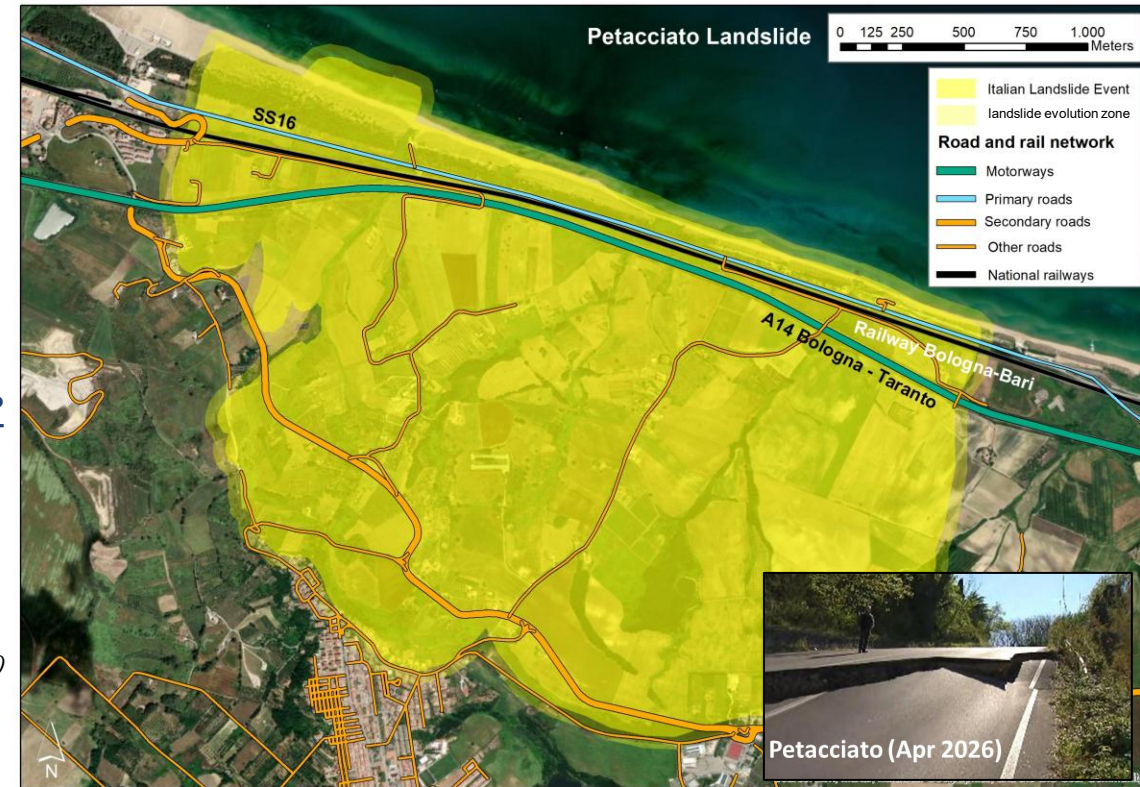 Petacciato Landslide
0 125 250 500 750 1.000
Meters
Italian Landslide Event
landslide evolution zone
Road and rail network
Motorways
Primary roads
Secondary roads
Other roads
National railways
SS16
A14 Bologna - Taranto
Railway Bologna-Bari
Petacciato (Apr 2026)
N